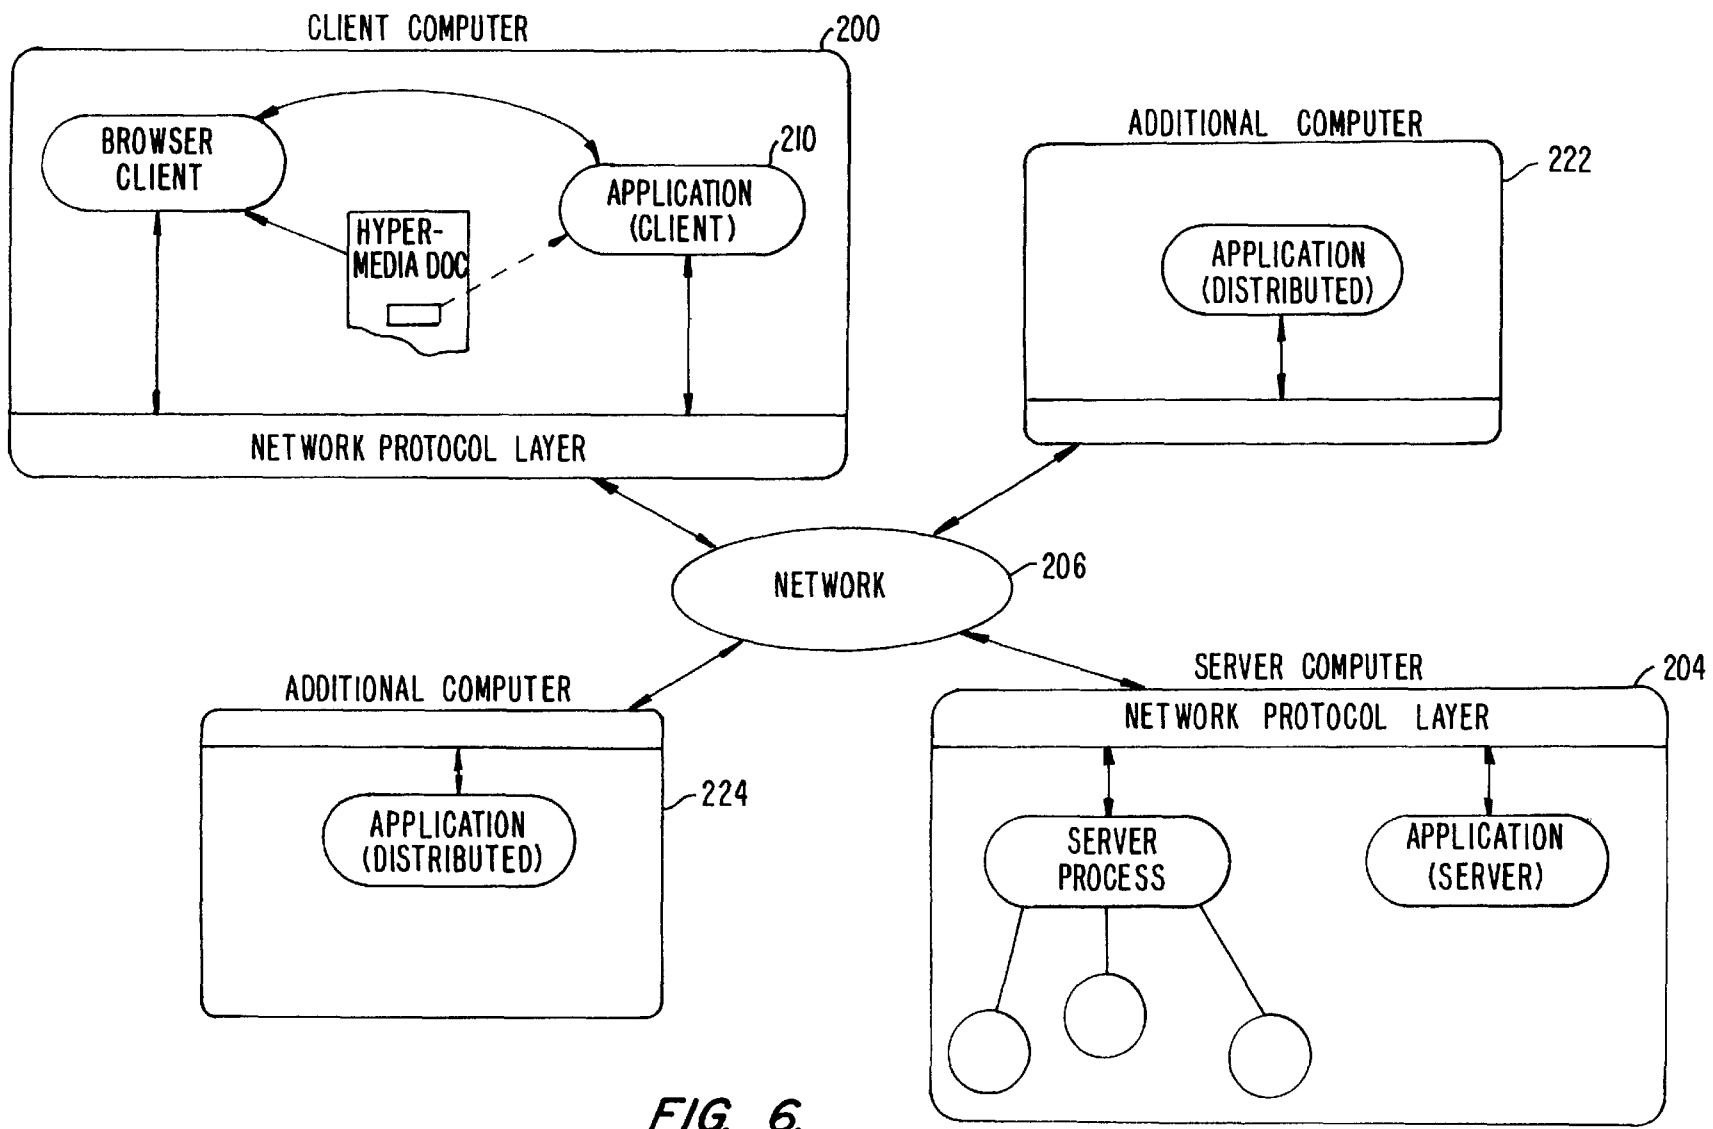 CLIENT COMPUTER
200
BROWSER
CLIENT
210
APPLICATION
(CLIENT)
HYPER-
MEDIA DOC
NETWORK PROTOCOL LAYER
ADDITIONAL COMPUTER
222
APPLICATION
(DISTRIBUTED)
NETWORK
206
ADDITIONAL COMPUTER
224
APPLICATION
(DISTRIBUTED)
SERVER COMPUTER
204
NETWORK PROTOCOL LAYER
SERVER
PROCESS
APPLICATION
(SERVER)
FIG. 6.